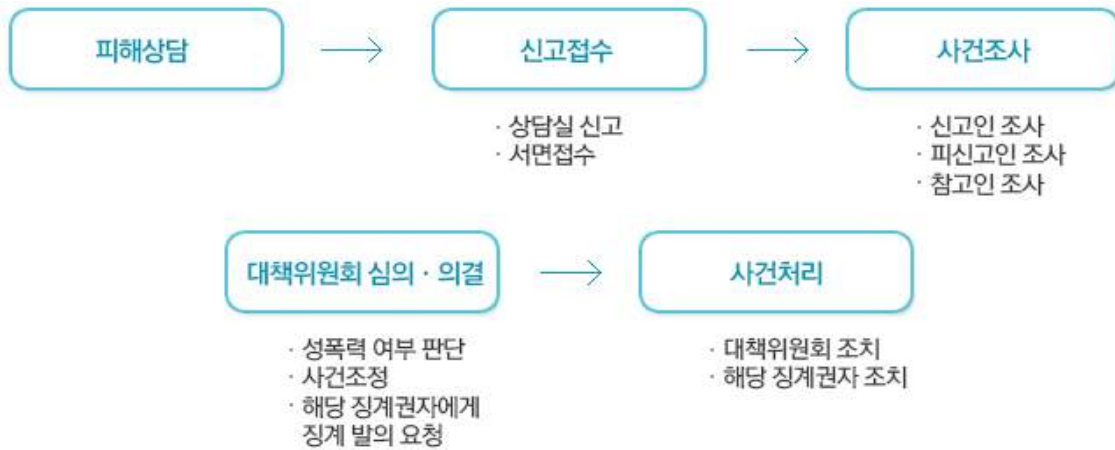 피해상담
신고접수
사건조사
· 상담실 신고
· 서면접수
· 신고인 조사
· 피신고인 조사
· 참고인 조사
대책위원회 심의 · 의결
사건처리
· 성폭력 여부 판단
· 사건조정
· 해당 징계권자에게
징계 발의 요청
· 대책위원회 조치
· 해당 징계권자 조치